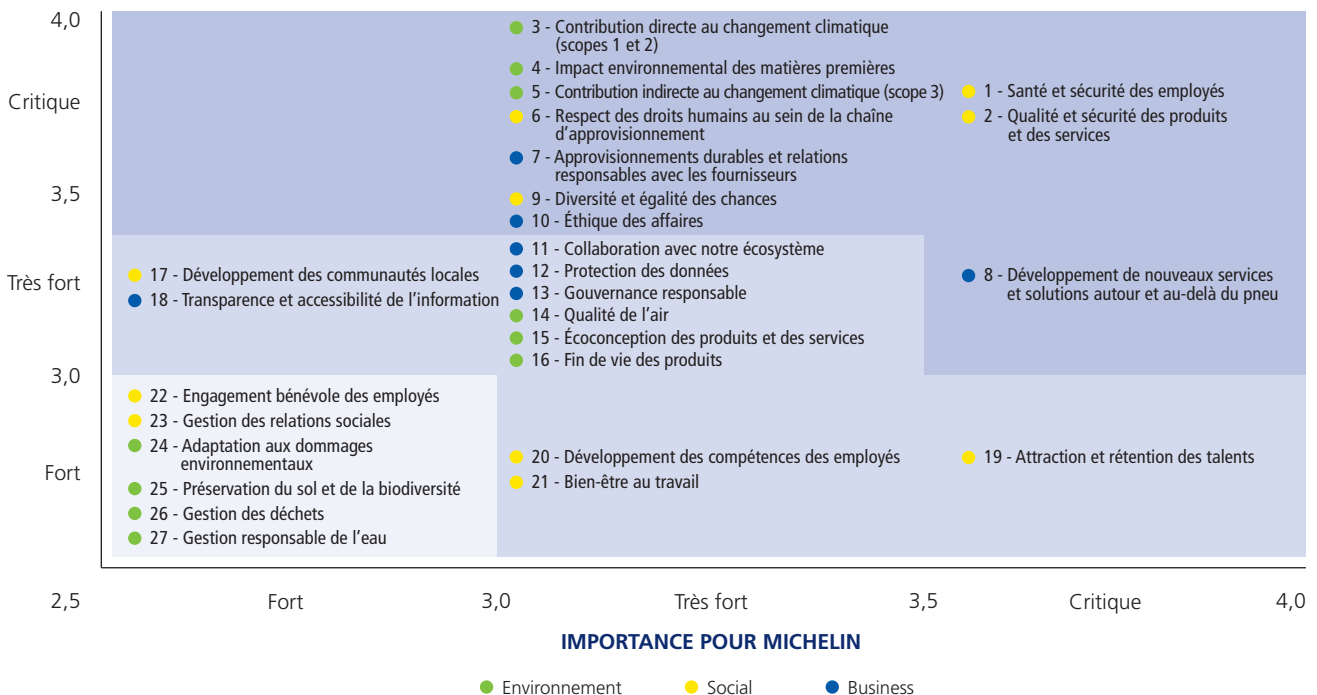 4,0
Critique
3,5
Très fort
3,0
Fort
2,5
3 - Contribution directe au changement climatique
(scopes 1 et 2)
4 - Impact environnemental des matières premières
5 - Contribution indirecte au changement climatique (scope 3)
6 - Respect des droits humains au sein de la chaîne
d'approvisionnement
7 - Approvisionnements durables et relations
responsables avec les fournisseurs
9 - Diversité et égalité des chances
10 - Éthique des affaires
1 - Santé et sécurité des employés
2 - Qualité et sécurité des produits
et des services
17 - Développement des communautés locales
18 - Transparence et accessibilité de l'information
11 - Collaboration avec notre écosystème
12 - Protection des données
13 - Gouvernance responsable
14 - Qualité de l'air
15 - Écoconception des produits et des services
16 - Fin de vie des produits
8 - Développement de nouveaux services
et solutions autour et au-delà du pneu
22 - Engagement bénévole des employés
23 - Gestion des relations sociales
24 - Adaptation aux dommages
environnementaux
25 - Préservation du sol et de la biodiversité
26 - Gestion des déchets
27 - Gestion responsable de l'eau
20 - Développement des compétences des employés
21 - Bien-être au travail
19 - Attraction et rétention des talents
Fort
3,0
Très fort
3,5
Critique
4,0
IMPORTANCE POUR MICHELIN
Environnement
Social
Business